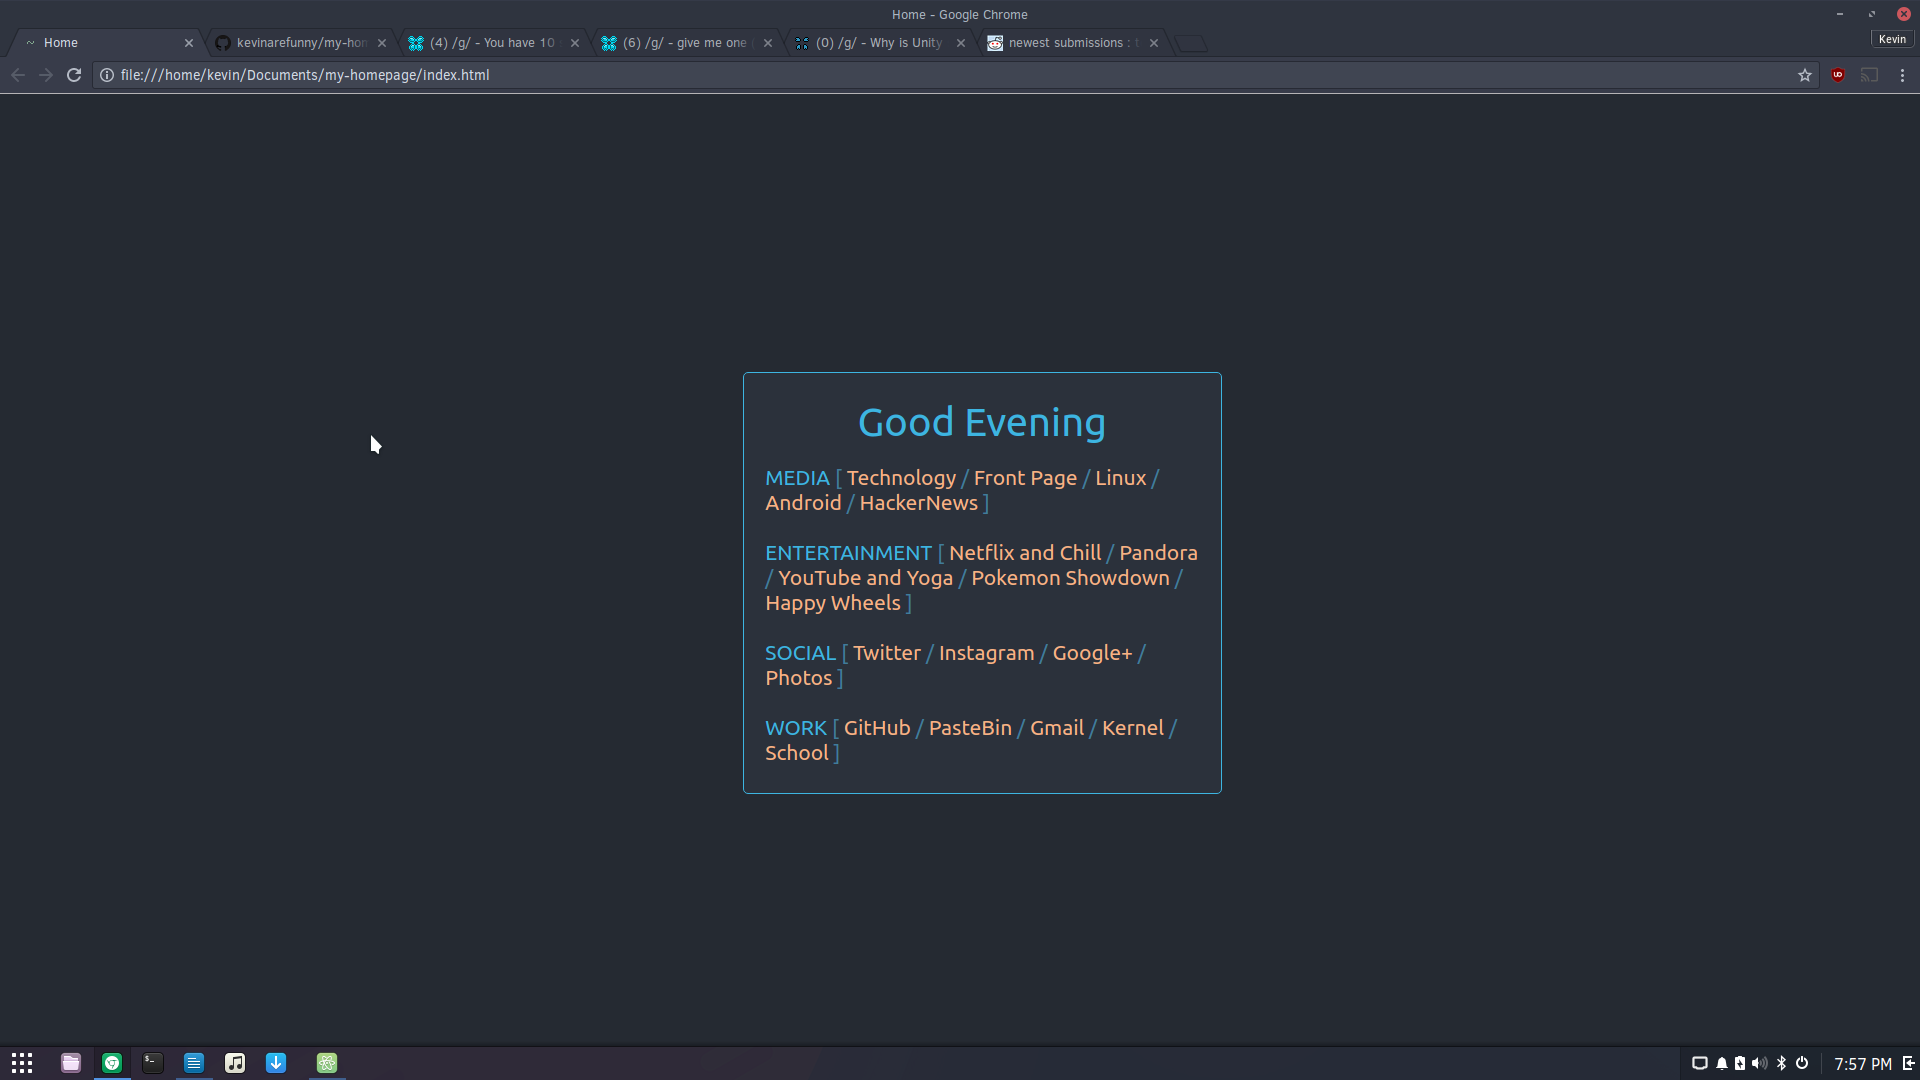 Home - Google Chrome
Home
kevinarefunny/my-hon
(4) /g/ - You have 10
(6) /g/ - give me one
(0) /g/ - Why is Unity
newest submissions : t
Kevin
file:///home/kevin/Documents/my-homepage/index.html
Good Evening
MEDIA [ Technology / Front Page / Linux /
Android / HackerNews ]
ENTERTAINMENT [ Netflix and Chill / Pandora
/ YouTube and Yoga / Pokemon Showdown /
Happy Wheels ]
SOCIAL [ Twitter / Instagram / Google+ /
Photos ]
WORK [ GitHub / PasteBin / Gmail / Kernel /
School ]
7:57 PM